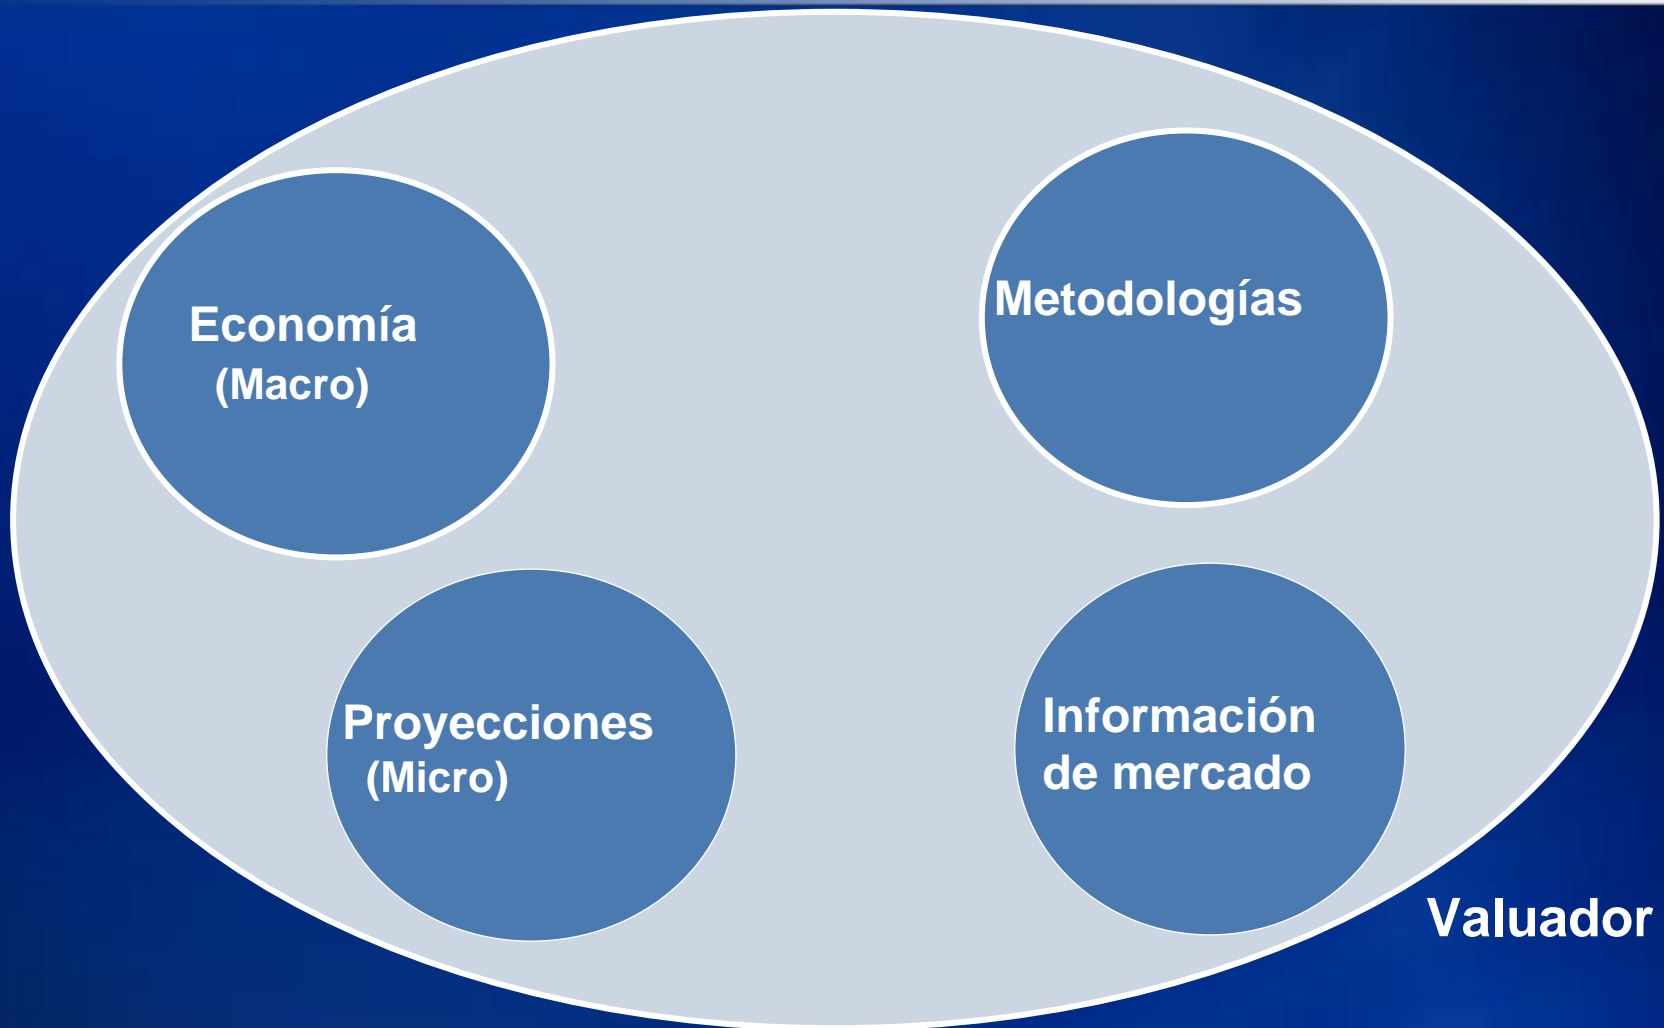 Economía
(Macro)
Metodologías
Proyecciones
(Micro)
Información
de mercado
Valuador